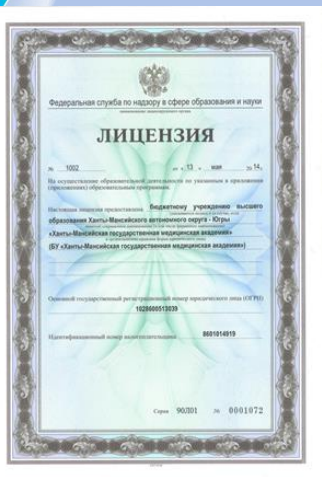 Федеральная служба по надзору в сфере образования и науки
ЛИЦЕНЗИЯ
№ 1002 от « 13 » мая 20 14 г.
На осуществление образовательной деятельности по указанным в приложении
(приложениях) образовательным программам.
Настоящая лицензия предоставлена бюджетному учреждению высшего
образования Ханты-Мансийского автономного округа - Югры
«Ханты-Мансийская государственная медицинская академия»
(БУ «Ханты-Мансийская государственная медицинская академия»)
Основной государственный регистрационный номер юридического лица (ОГРН)
1028600513039
Идентификационный номер налогоплательщика 8601014919
Серия 90Л01 № 0001072